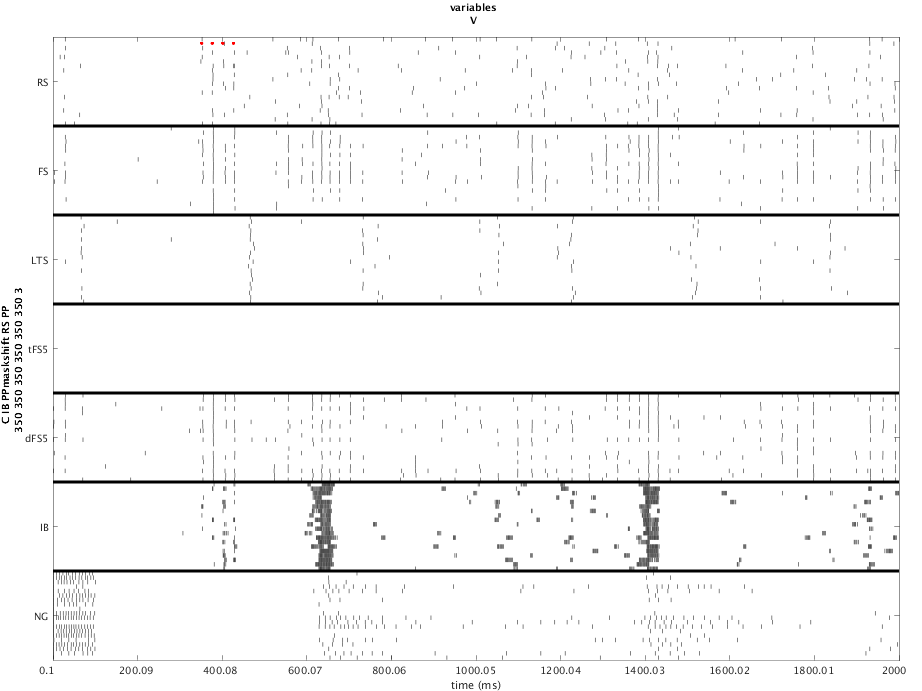 variables
V
RS
FS
LTS
tFS5
dFS5
IB
NG
C IB PPmaskshift RS PP
350 350 350 350 350 350 3
0.1 200.09 400.08 600.07 800.06 1000.05 1200.04 1400.03 1600.02 1800.01 2000
time (ms)